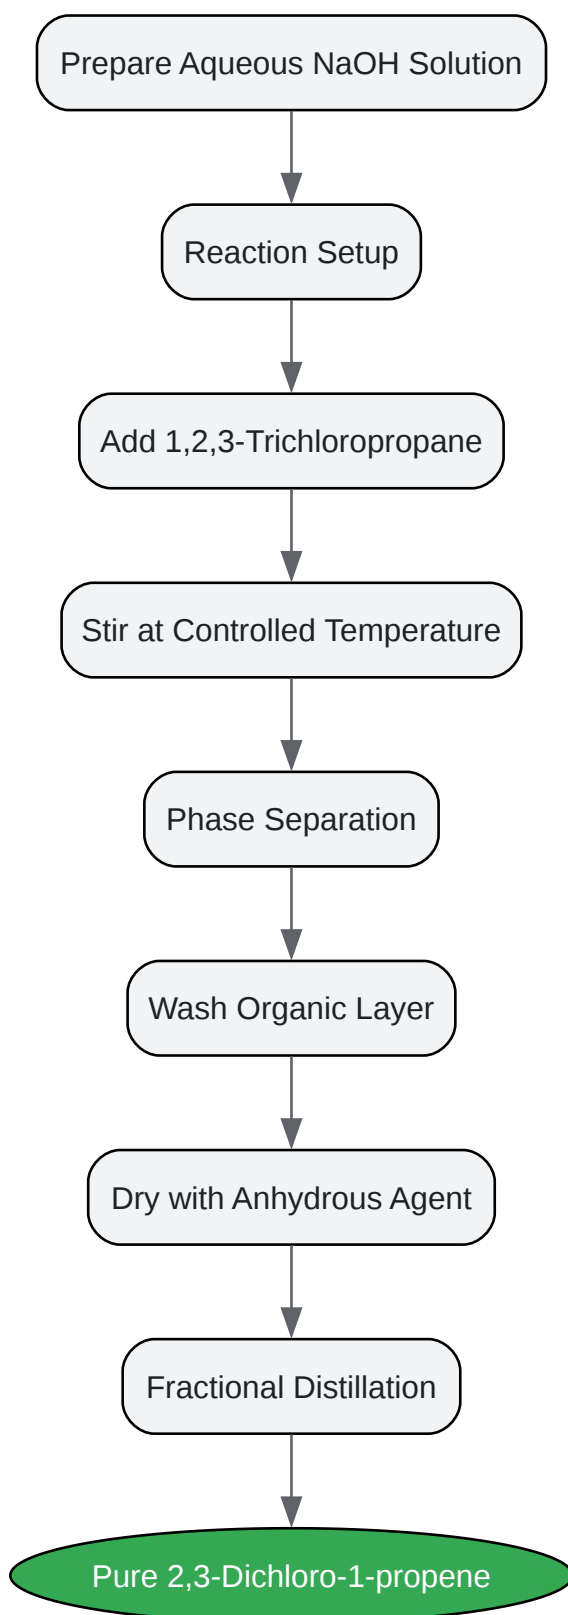 Prepare Aqueous NaOH Solution
Reaction Setup
Add 1,2,3-Trichloropropane
Stir at Controlled Temperature
Phase Separation
Wash Organic Layer
Dry with Anhydrous Agent
Fractional Distillation
Pure 2,3-Dichloro-1-propene